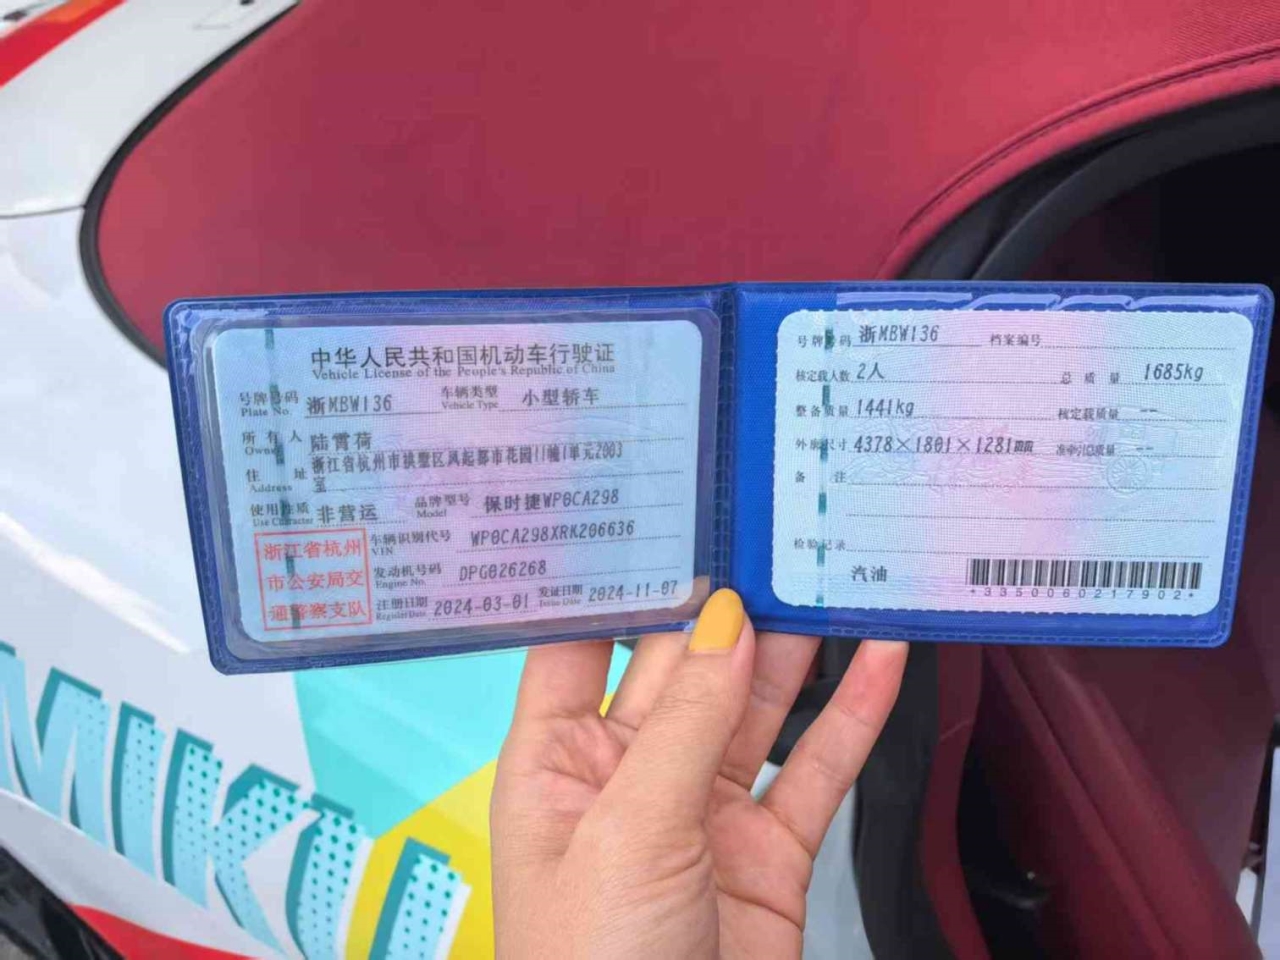 中华人民共和国机动车行驶证
Vehicle License of the People's Republic of China
号牌号码 浙MBW136 车辆类型 小型轿车
Plate No. Vehicle Type
所有人 陆霄荷
Owner
住址 浙江省杭州市拱墅区凤起都市花园11幢1单元2003
Address 室
使用性质 非营运 品牌型号 保时捷WP0CA298
Use Character Model
浙江省杭州
市公安局交
通警察支队
车辆识别代号 WP0CA298XRK206636
VIN
发动机号码 DPG026268
Engine No.
注册日期 2024-03-01 发证日期 2024-11-07
Register Date Issue Date
号牌号码 浙MBW136 档案编号
核定载人数 2人 总质量 1685kg
整备质量 1441kg 核定载质量 --
外廓尺寸 4378×1801×1281mm 准牵引总质量 --
备注
检验记录
汽油
*3350060217902*
MIKU